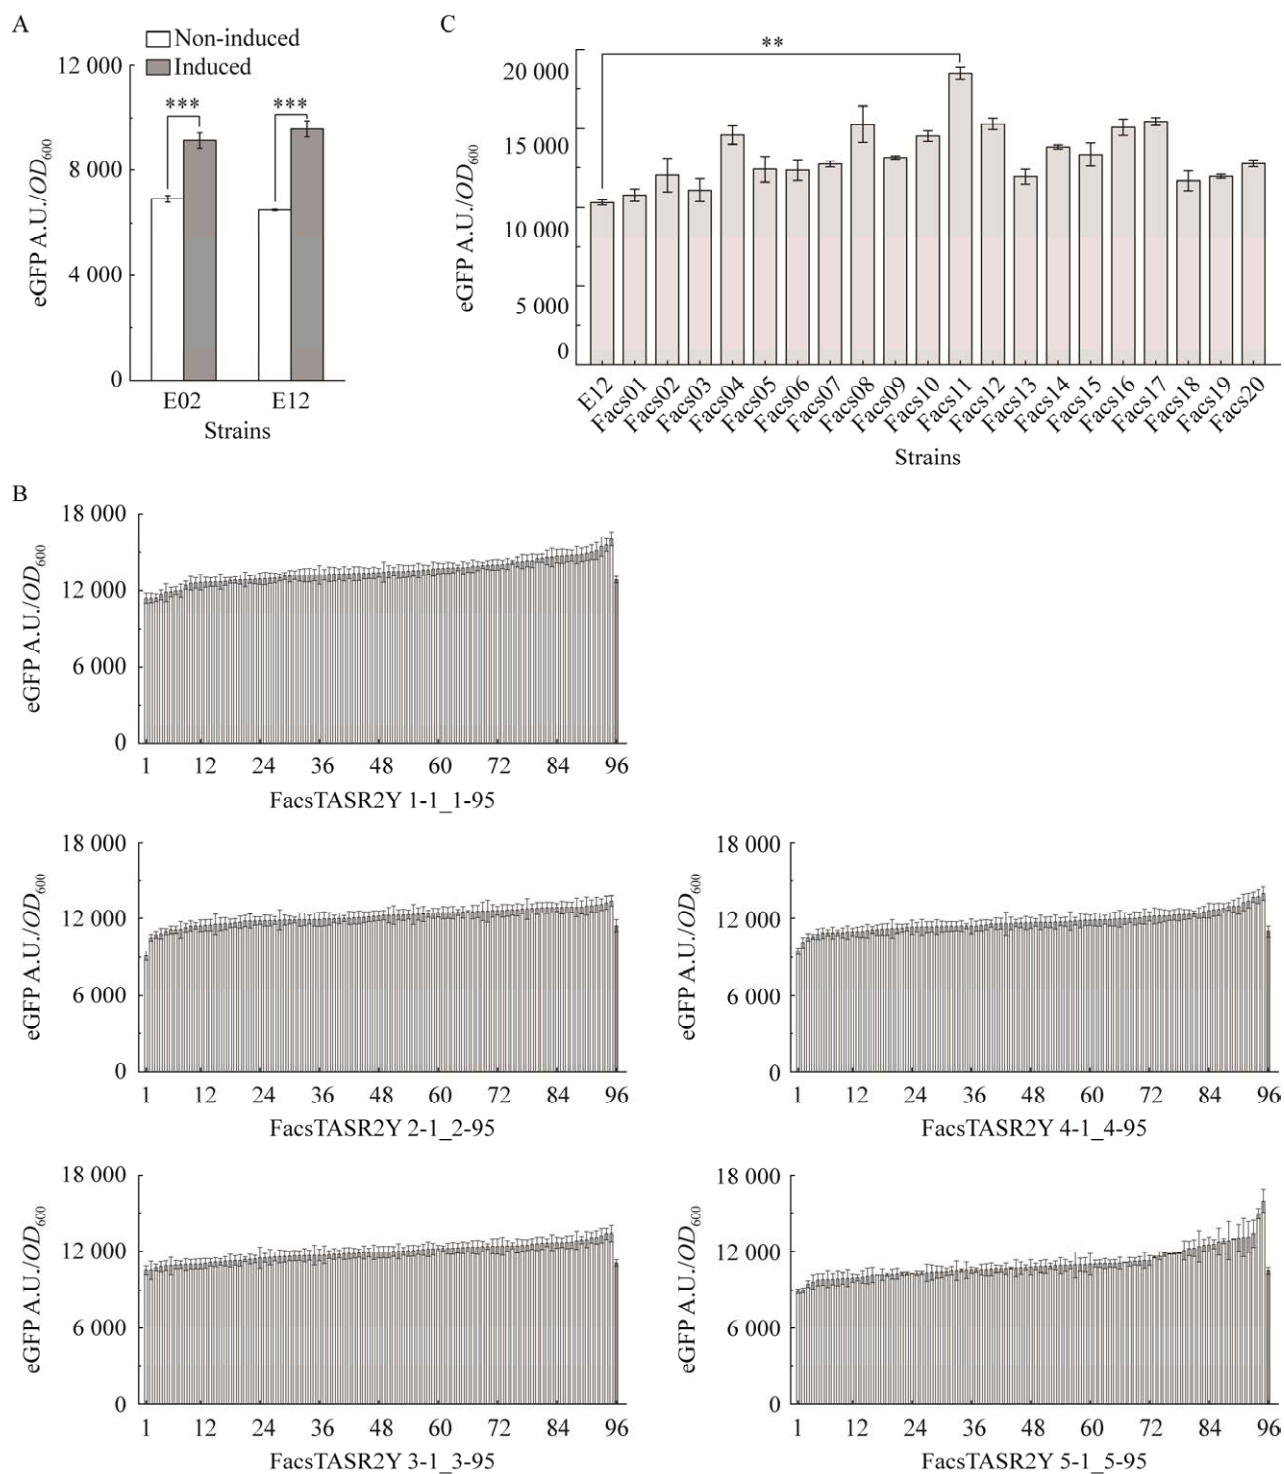 A
Non-induced
Induced
12 000
8 000
4 000
0
eGFP A.U./OD600
***
***
E02
E12
Strains
C
**
20 000
15 000
10 000
5 000
0
eGFP A.U./OD600
E12
Facs01
Facs02
Facs03
Facs04
Facs05
Facs06
Facs07
Facs08
Facs09
Facs10
Facs11
Facs12
Facs13
Facs14
Facs15
Facs16
Facs17
Facs18
Facs19
Facs20
Strains
B
18 000
12 000
6 000
0
eGFP A.U./OD600
1 12 24 36 48 60 72 84 96
FacsTASR2Y 1-1_1-95
18 000
12 000
6 000
0
eGFP A.U./OD600
1 12 24 36 48 60 72 84 96
FacsTASR2Y 2-1_2-95
18 000
12 000
6 000
0
eGFP A.U./OD600
1 12 24 36 48 60 72 84 96
FacsTASR2Y 4-1_4-95
18 000
12 000
6 000
0
eGFP A.U./OD600
1 12 24 36 48 60 72 84 96
FacsTASR2Y 3-1_3-95
18 000
12 000
6 000
0
eGFP A.U./OD600
1 12 24 36 48 60 72 84 96
FacsTASR2Y 5-1_5-95